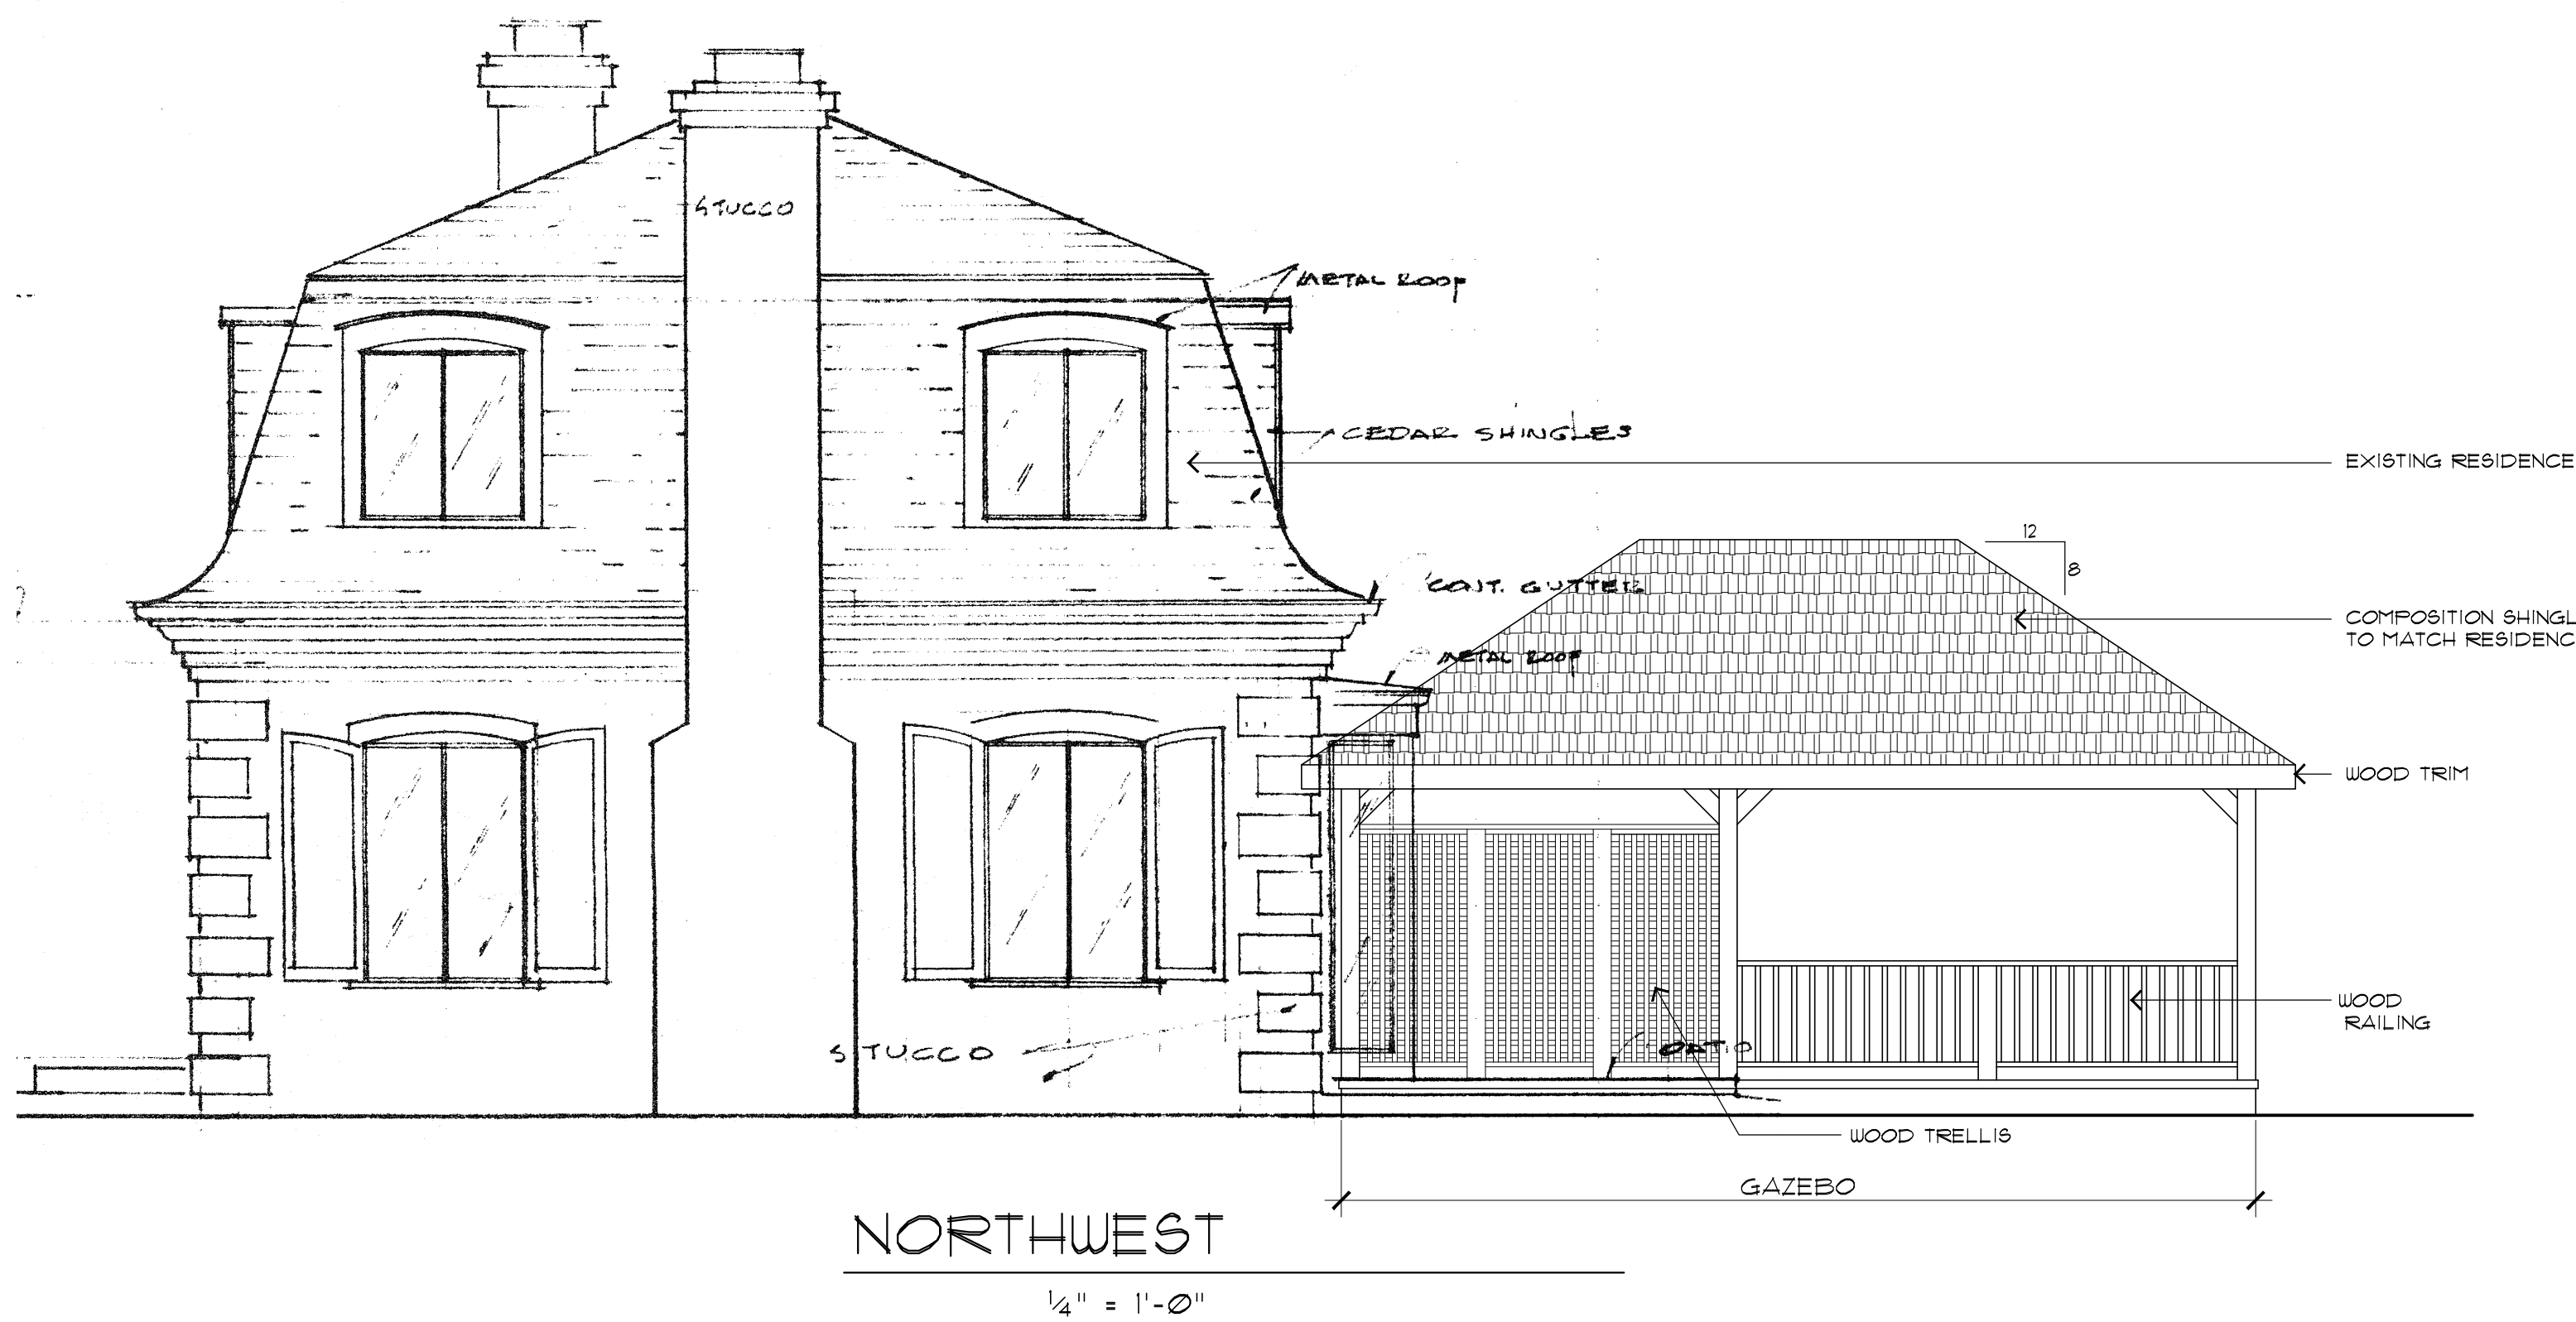 STUCCO
METAL ROOF
CEDAR SHINGLES
EXISTING RESIDENCE
12
8
CONT. GUTTER
COMPOSITION SHINGL
TO MATCH RESIDENC
METAL ROOF
WOOD TRIM
WOOD
RAILING
STUCCO
PATIO
WOOD TRELLIS
GAZEBO
NORTHWEST
1/4" = 1'-0"